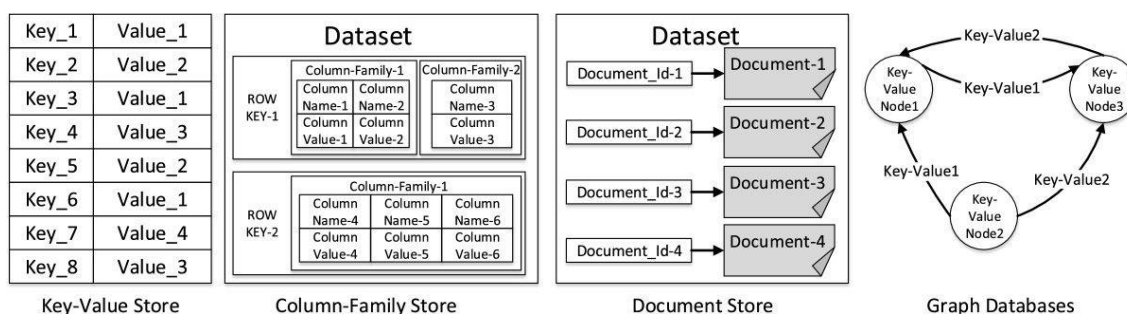 Key_1 Value_1
Key_2 Value_2
Key_3 Value_1
Key_4 Value_3
Key_5 Value_2
Key_6 Value_1
Key_7 Value_4
Key_8 Value_3
Key-Value Store
Dataset
Column-Family-1
Column-Family-2
ROW
KEY-1
Column
Name-1
Column
Name-2
Column
Name-3
Column
Value-1
Column
Value-2
Column
Value-3
Column-Family-1
ROW
KEY-2
Column
Name-4
Column
Name-5
Column
Name-6
Column
Value-4
Column
Value-5
Column
Value-6
Column-Family Store
Dataset
Document_Id-1
Document-1
Document_Id-2
Document-2
Document_Id-3
Document-3
Document_Id-4
Document-4
Document Store
Key-Value2
Key-
Value
Node1
Key-Value1
Key-
Value
Node3
Key-Value1
Key-Value2
Key-
Value
Node2
Graph Databases